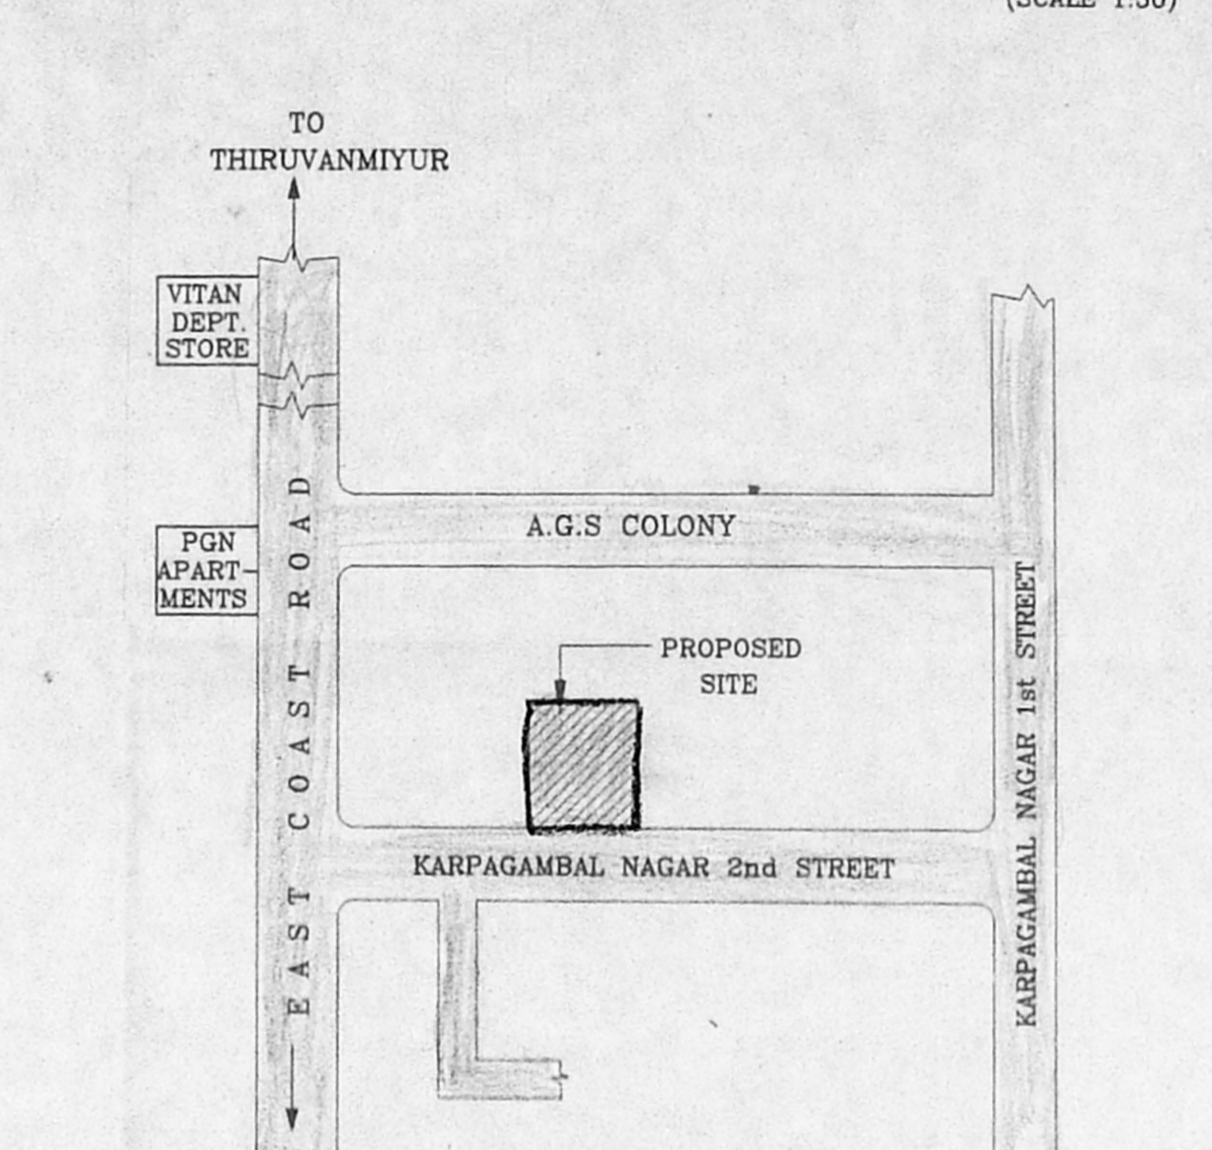 TO
THIRUVANMIYUR
VITAN
DEPT.
STORE
A.G.S COLONY
PGN
APART-
MENTS
EAST COAST ROAD
PROPOSED
SITE
KARPAGAMBAL NAGAR 1st STREET
KARPAGAMBAL NAGAR 2nd STREET